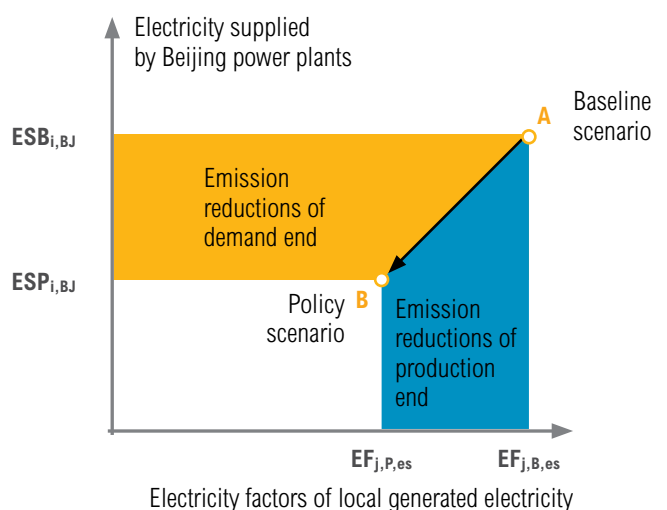 Electricity supplied
by Beijing power plants
A
Baseline
scenario
ESBi,BJ
Emission
reductions of
demand end
ESPi,BJ
B
Policy
scenario
Emission
reductions of
production
end
EFj,P,es
EFj,B,es
Electricity factors of local generated electricity